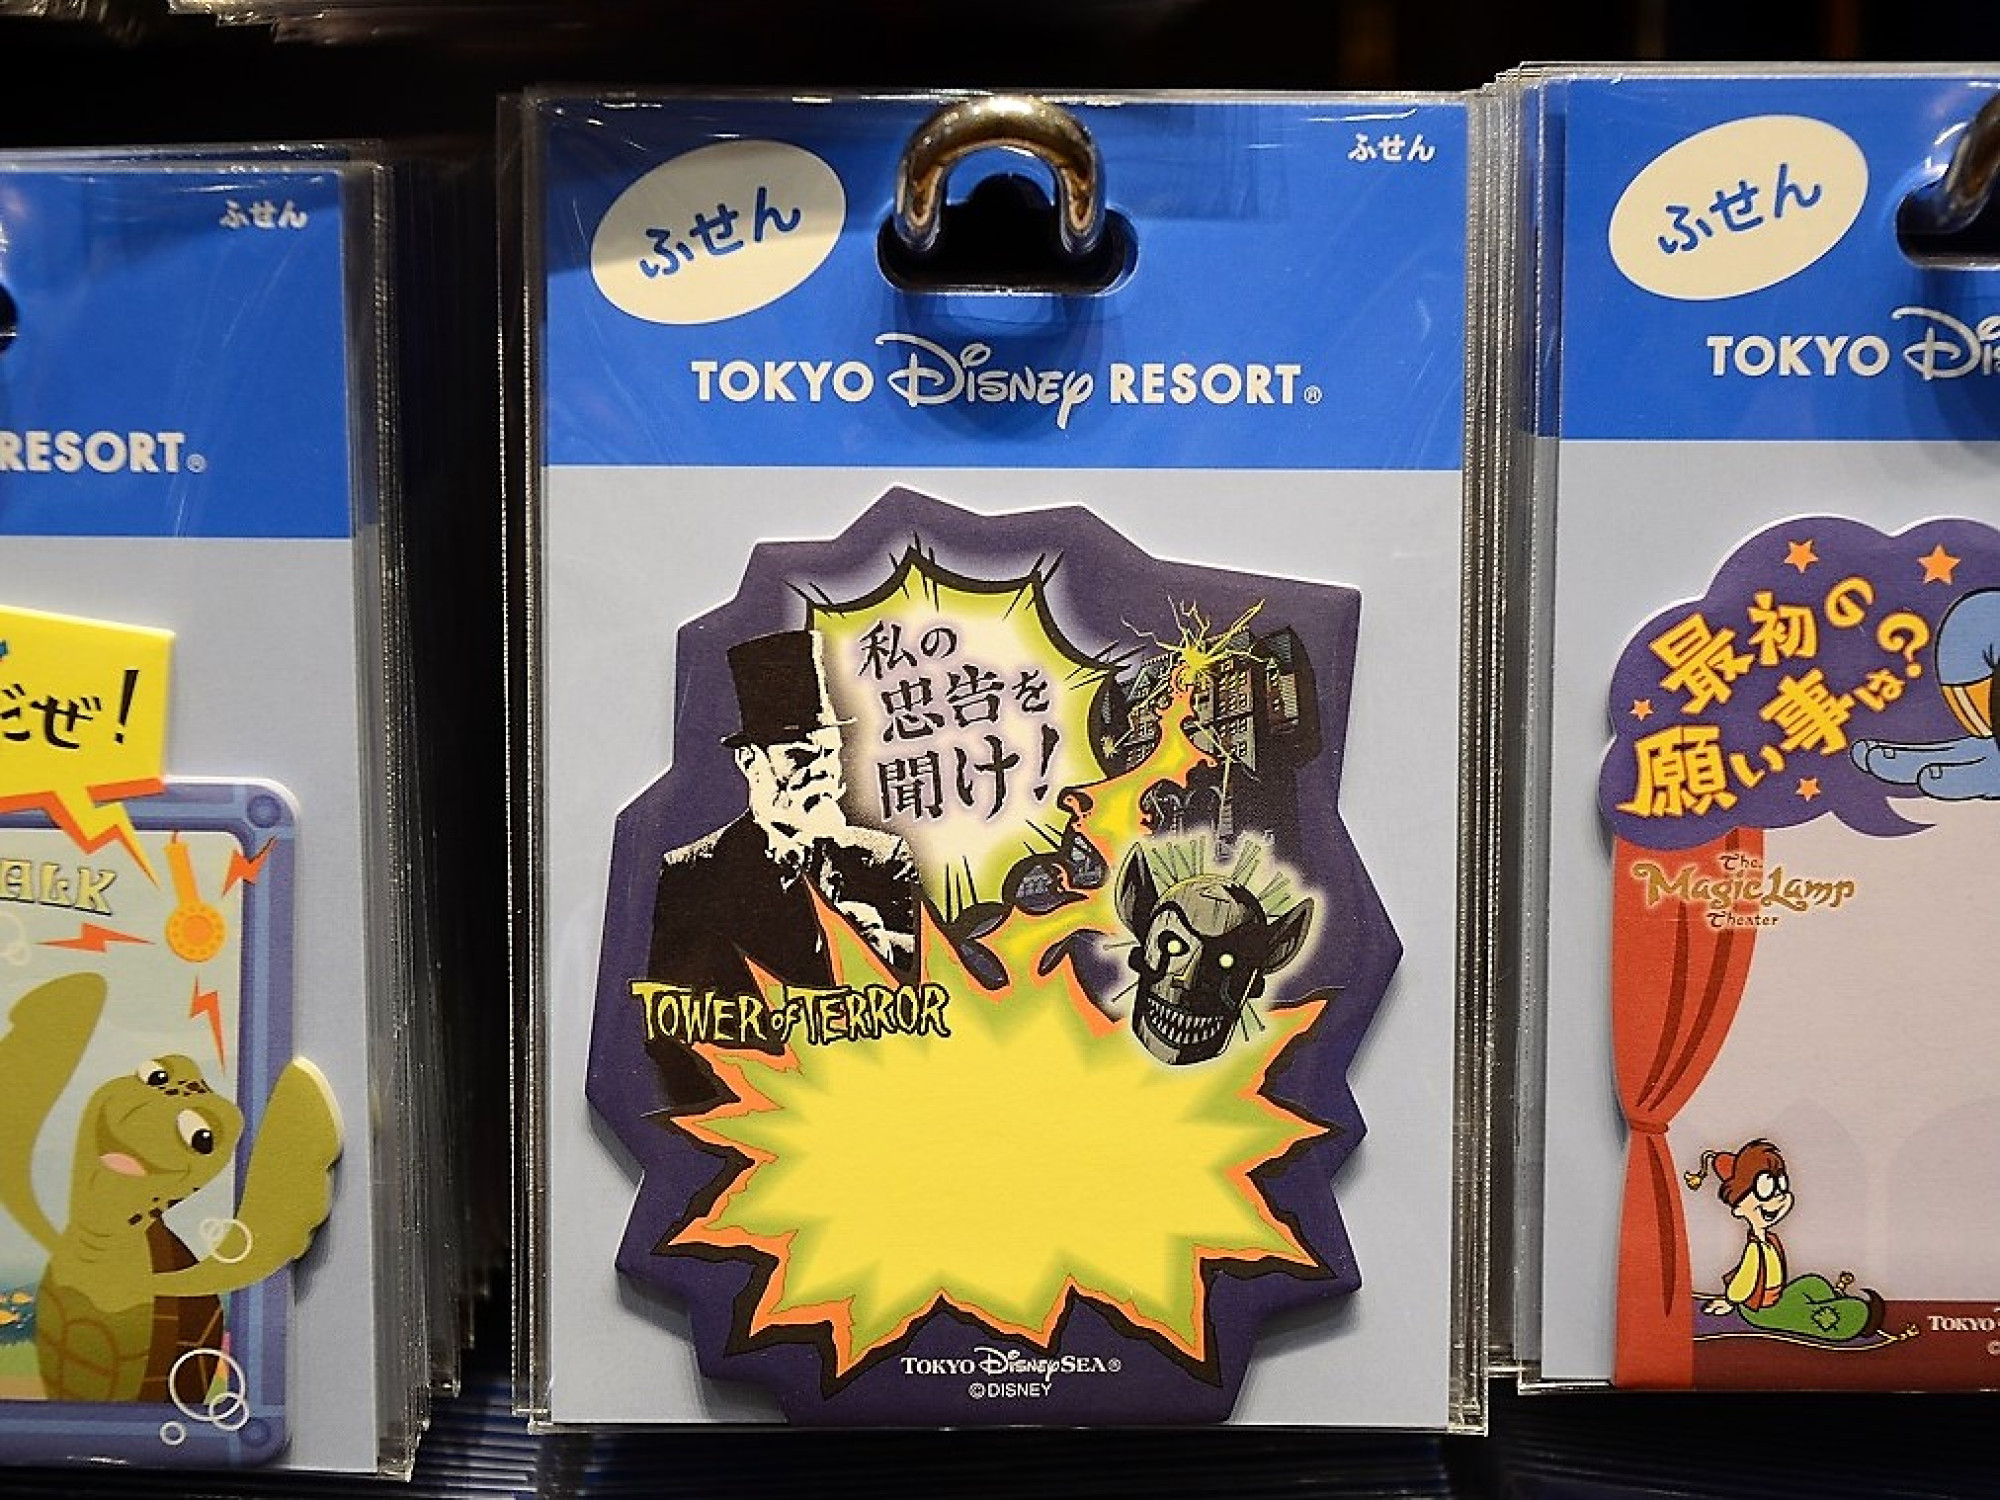 ふせん
RESORT®
だぜ!
ALK
ふせん
ふせん
TOKYO Disney RESORT®
私の
忠告を
聞け!
TOWER OF TERROR
TOKYO DisneySEA®
©DISNEY
ふせん
TOKYO Dis
最初の
願い事は?
The
Magic Lamp
Theater
TOKYO
©